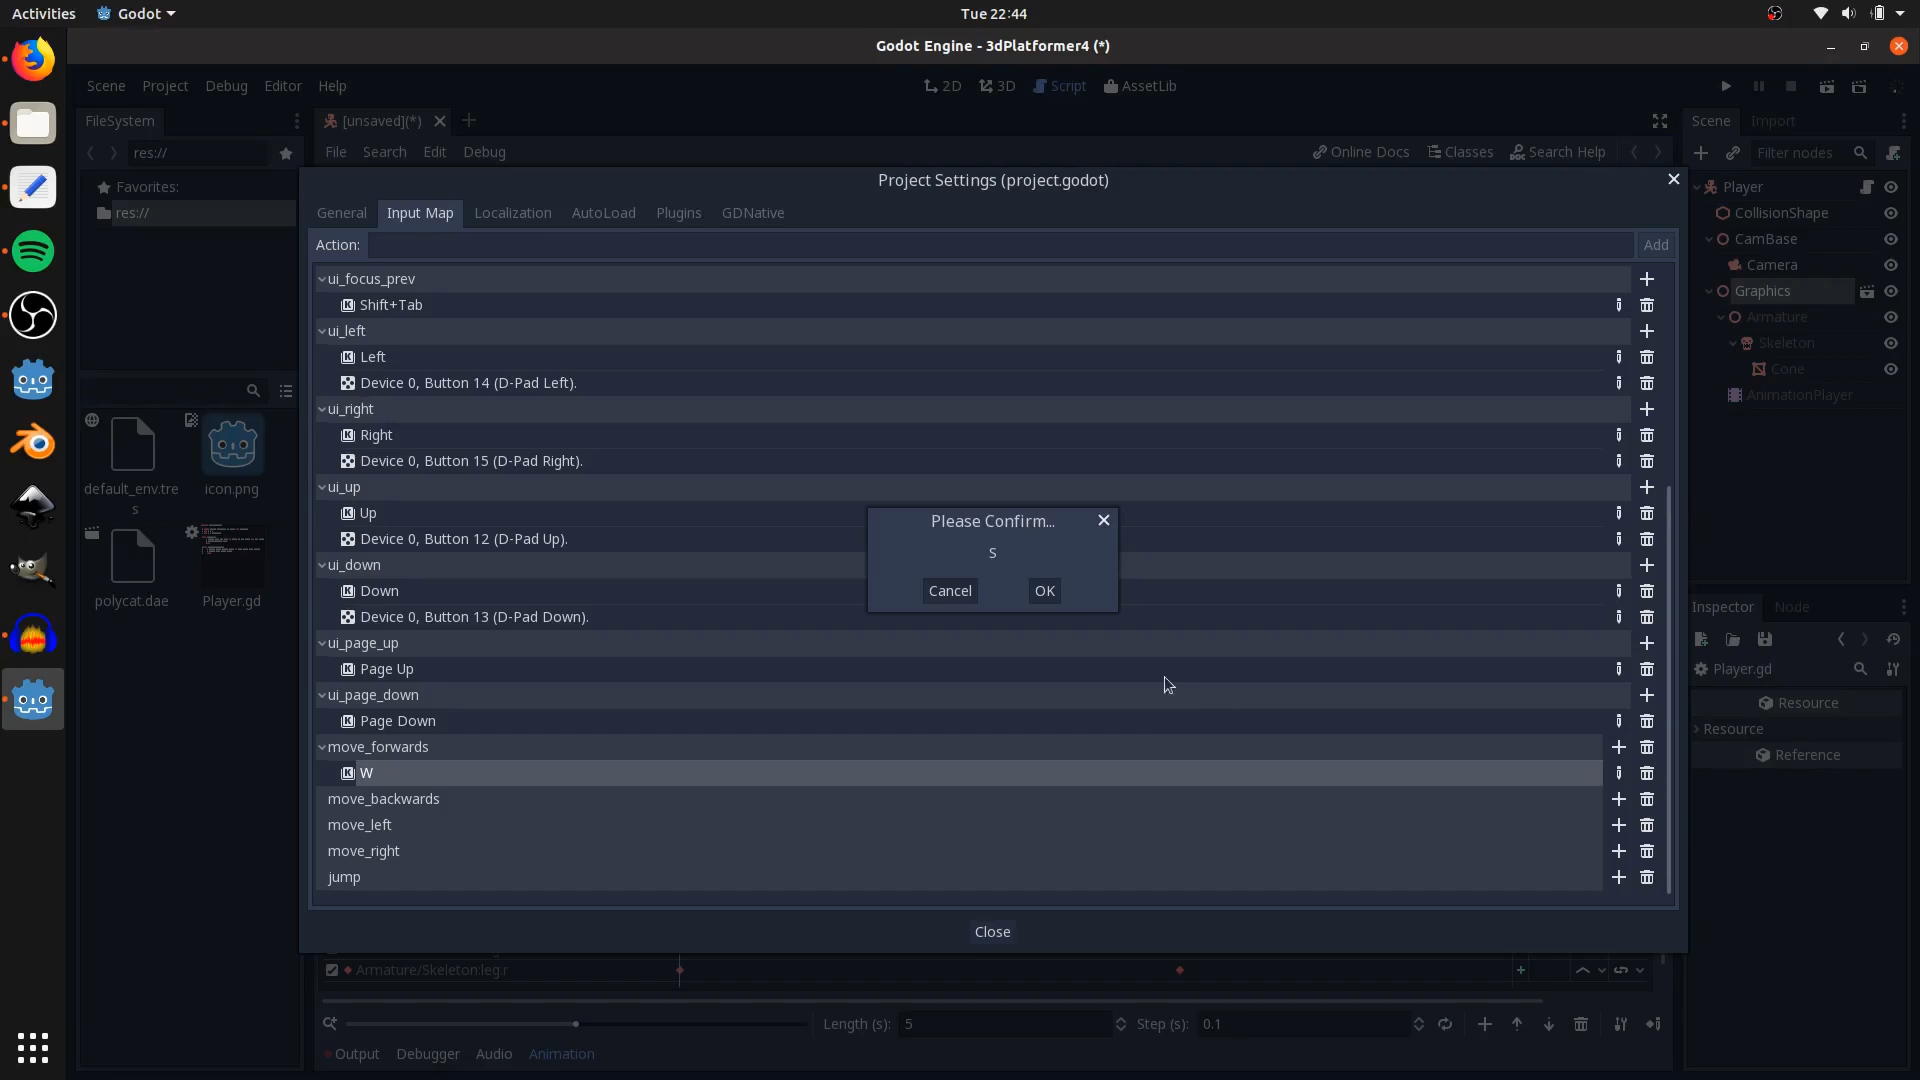 Activities
Godot
Tue 22:44
Godot Engine - 3dPlatformer4 (*)
Scene
Project
Debug
Editor
Help
2D
3D
Script
AssetLib
FileSystem
[unsaved](*)
Scene
Import
res://
File
Search
Edit
Debug
Online Docs
Classes
Search Help
Filter nodes
Favorites:
res://
Project Settings (project.godot)
General
Input Map
Localization
AutoLoad
Plugins
GDNative
Action:
Add
ui_focus_prev
Shift+Tab
ui_left
Left
Device 0, Button 14 (D-Pad Left).
ui_right
Right
Device 0, Button 15 (D-Pad Right).
ui_up
Up
Device 0, Button 12 (D-Pad Up).
ui_down
Down
Device 0, Button 13 (D-Pad Down).
ui_page_up
Page Up
ui_page_down
Page Down
move_forwards
W
move_backwards
move_left
move_right
jump
Close
Please Confirm...
S
Cancel
OK
default_env.tre
s
icon.png
polycat.dae
Player.gd
Player
CollisionShape
CamBase
Camera
Graphics
Armature
Skeleton
Cone
AnimationPlayer
Inspector
Node
Player.gd
Resource
Resource
Reference
Armature/Skeleton:leg.r
Length (s):
5
Step (s):
0.1
Output
Debugger
Audio
Animation